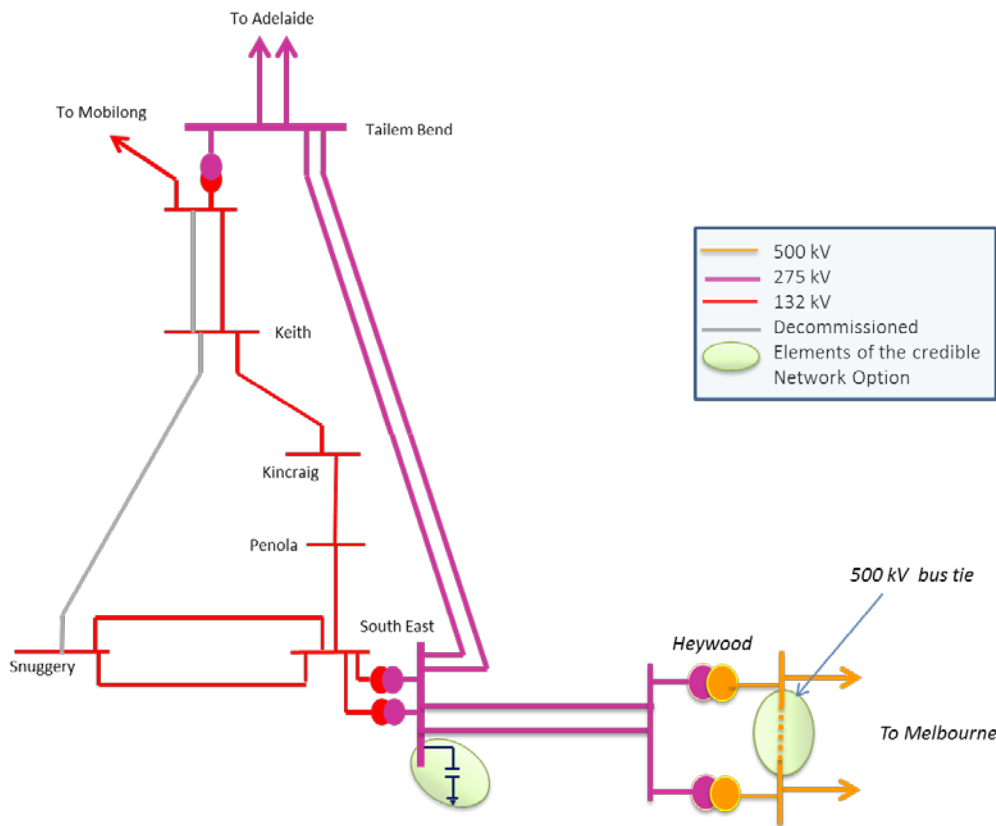 To Adelaide
To Mobilong
Tailem Bend
500 kV
275 kV
132 kV
Decommissioned
Elements of the credible
Network Option
Keith
Kincraig
Penola
500 kV bus tie
South East
Heywood
Snuggery
To Melbourne